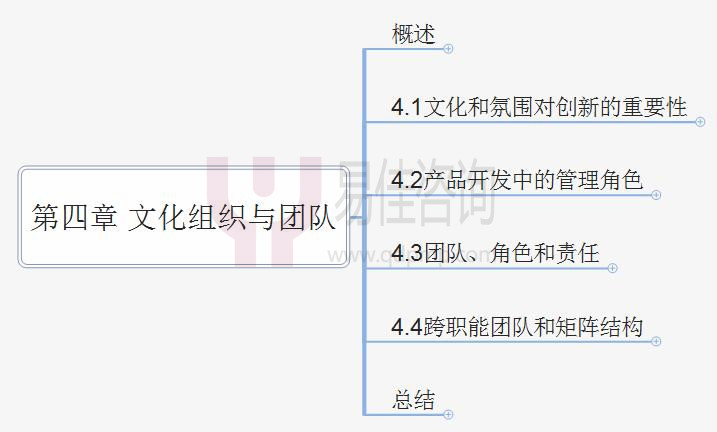 概述
4.1文化和氛围对创新的重要性
4.2产品开发中的管理角色
第四章 文化组织与团队
易佳咨询
4.3团队、角色和责任
4.4跨职能团队和矩阵结构
总结